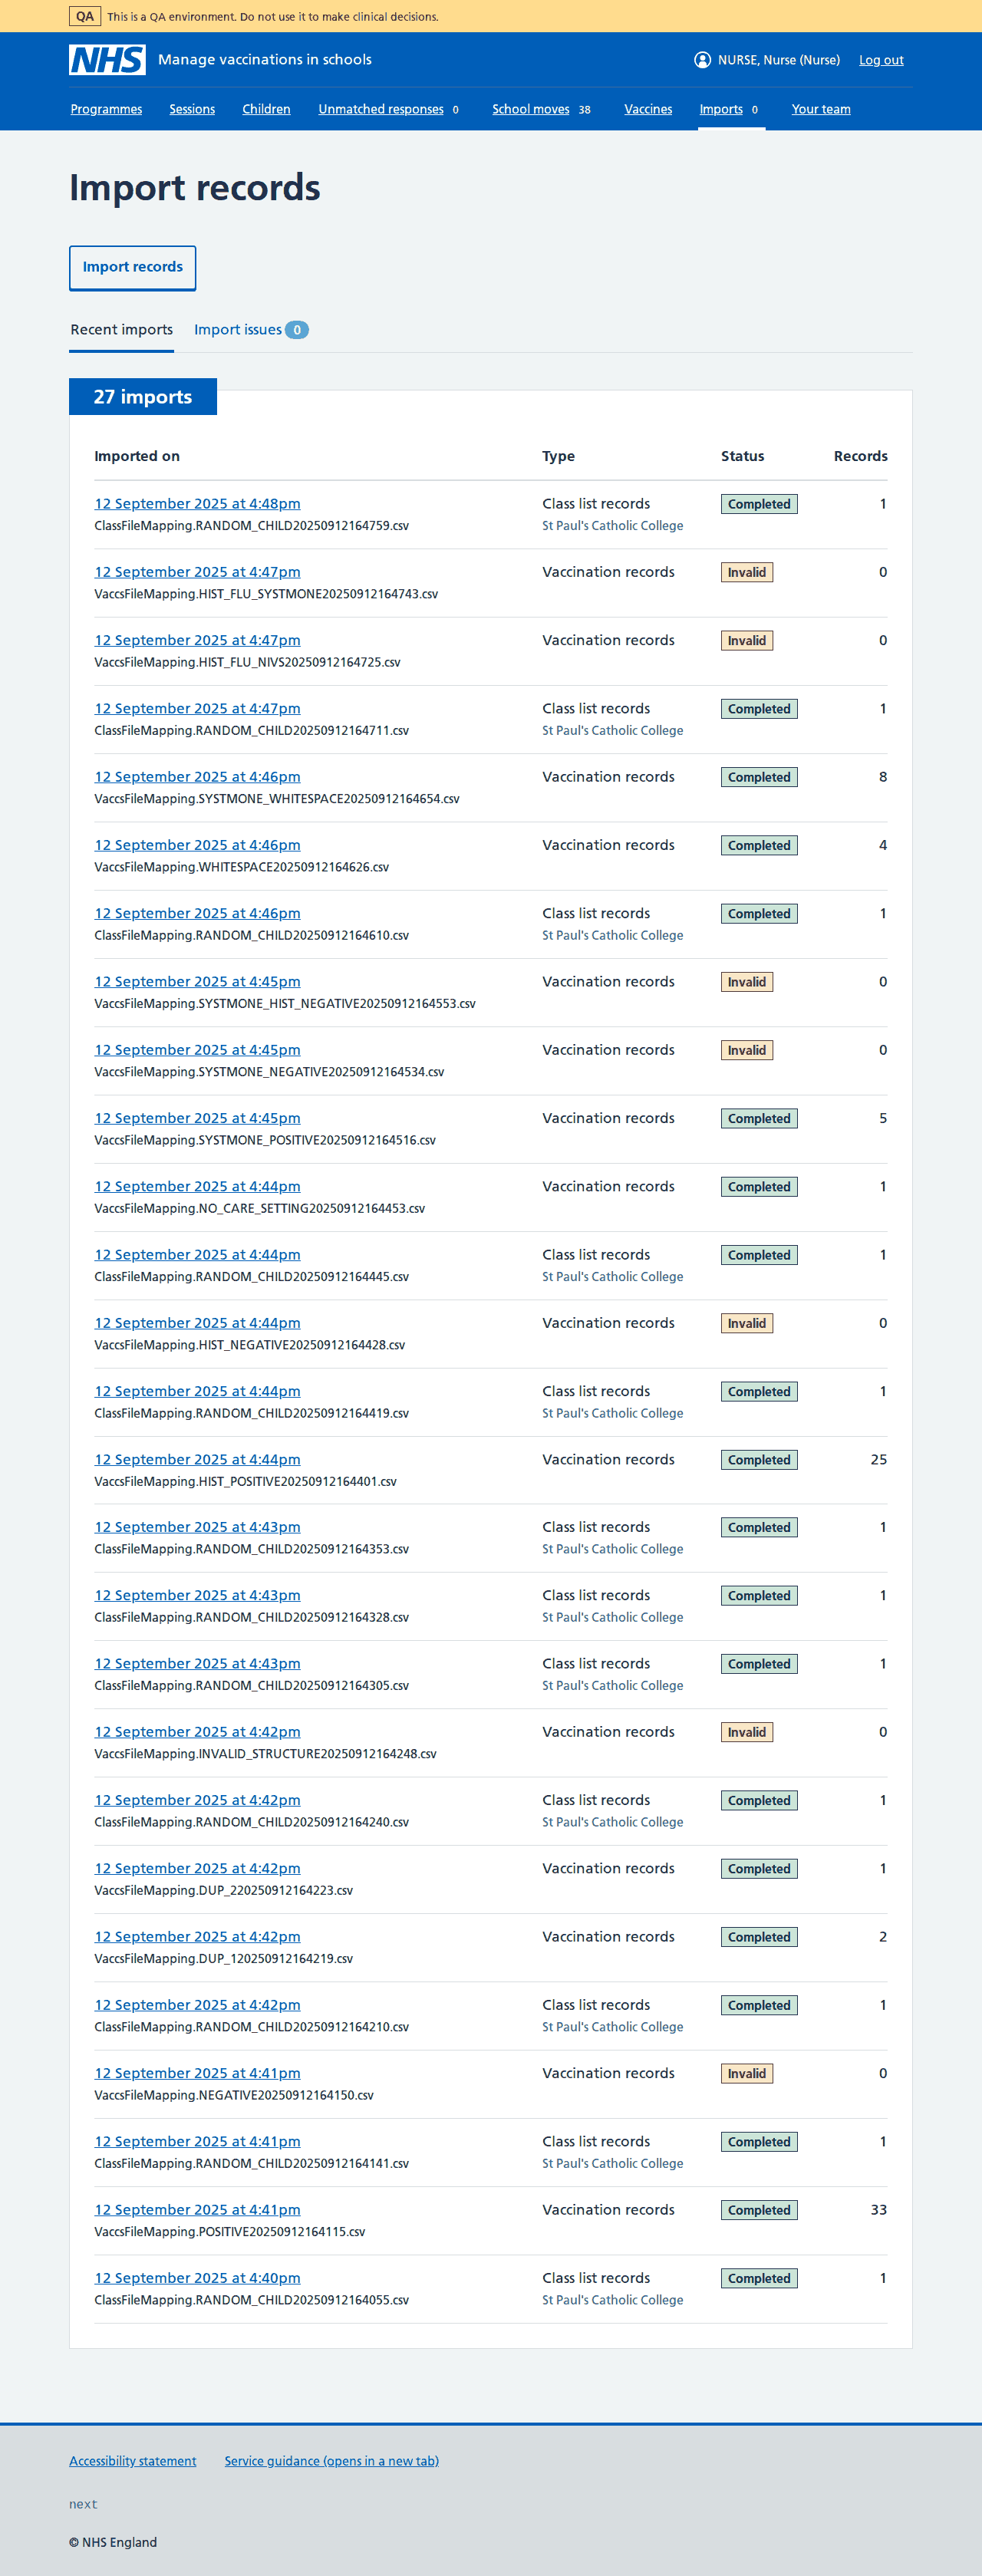 QA This is a QA environment. Do not use it to make clinical decisions.
NHS Manage vaccinations in schools NURSE, Nurse (Nurse) Log out
Programmes Sessions Children Unmatched responses 0 School moves 38 Vaccines Imports 0 Your team
Import records
Import records
Recent imports Import issues 0
27 imports
Imported on Type Status Records
12 September 2025 at 4:48pm Class list records Completed 1
ClassFileMapping.RANDOM_CHILD20250912164759.csv St Paul's Catholic College
12 September 2025 at 4:47pm Vaccination records Invalid 0
VaccsFileMapping.HIST_FLU_SYSTMONE20250912164743.csv
12 September 2025 at 4:47pm Vaccination records Invalid 0
VaccsFileMapping.HIST_FLU_NIVS20250912164725.csv
12 September 2025 at 4:47pm Class list records Completed 1
ClassFileMapping.RANDOM_CHILD20250912164711.csv St Paul's Catholic College
12 September 2025 at 4:46pm Vaccination records Completed 8
VaccsFileMapping.SYSTMONE_WHITESPACE20250912164654.csv
12 September 2025 at 4:46pm Vaccination records Completed 4
VaccsFileMapping.WHITESPACE20250912164626.csv
12 September 2025 at 4:46pm Class list records Completed 1
ClassFileMapping.RANDOM_CHILD20250912164610.csv St Paul's Catholic College
12 September 2025 at 4:45pm Vaccination records Invalid 0
VaccsFileMapping.SYSTMONE_HIST_NEGATIVE20250912164553.csv
12 September 2025 at 4:45pm Vaccination records Invalid 0
VaccsFileMapping.SYSTMONE_NEGATIVE20250912164534.csv
12 September 2025 at 4:45pm Vaccination records Completed 5
VaccsFileMapping.SYSTMONE_POSITIVE20250912164516.csv
12 September 2025 at 4:44pm Vaccination records Completed 1
VaccsFileMapping.NO_CARE_SETTING20250912164453.csv
12 September 2025 at 4:44pm Class list records Completed 1
ClassFileMapping.RANDOM_CHILD20250912164445.csv St Paul's Catholic College
12 September 2025 at 4:44pm Vaccination records Invalid 0
VaccsFileMapping.HIST_NEGATIVE20250912164428.csv
12 September 2025 at 4:44pm Class list records Completed 1
ClassFileMapping.RANDOM_CHILD20250912164419.csv St Paul's Catholic College
12 September 2025 at 4:44pm Vaccination records Completed 25
VaccsFileMapping.HIST_POSITIVE20250912164401.csv
12 September 2025 at 4:43pm Class list records Completed 1
ClassFileMapping.RANDOM_CHILD20250912164353.csv St Paul's Catholic College
12 September 2025 at 4:43pm Class list records Completed 1
ClassFileMapping.RANDOM_CHILD20250912164328.csv St Paul's Catholic College
12 September 2025 at 4:43pm Class list records Completed 1
ClassFileMapping.RANDOM_CHILD20250912164305.csv St Paul's Catholic College
12 September 2025 at 4:42pm Vaccination records Invalid 0
VaccsFileMapping.INVALID_STRUCTURE20250912164248.csv
12 September 2025 at 4:42pm Class list records Completed 1
ClassFileMapping.RANDOM_CHILD20250912164240.csv St Paul's Catholic College
12 September 2025 at 4:42pm Vaccination records Completed 1
VaccsFileMapping.DUP_220250912164223.csv
12 September 2025 at 4:42pm Vaccination records Completed 2
VaccsFileMapping.DUP_120250912164219.csv
12 September 2025 at 4:42pm Class list records Completed 1
ClassFileMapping.RANDOM_CHILD20250912164210.csv St Paul's Catholic College
12 September 2025 at 4:41pm Vaccination records Invalid 0
VaccsFileMapping.NEGATIVE20250912164150.csv
12 September 2025 at 4:41pm Class list records Completed 1
ClassFileMapping.RANDOM_CHILD20250912164141.csv St Paul's Catholic College
12 September 2025 at 4:41pm Vaccination records Completed 33
VaccsFileMapping.POSITIVE20250912164115.csv
12 September 2025 at 4:40pm Class list records Completed 1
ClassFileMapping.RANDOM_CHILD20250912164055.csv St Paul's Catholic College
Accessibility statement Service guidance (opens in a new tab)
next
© NHS England